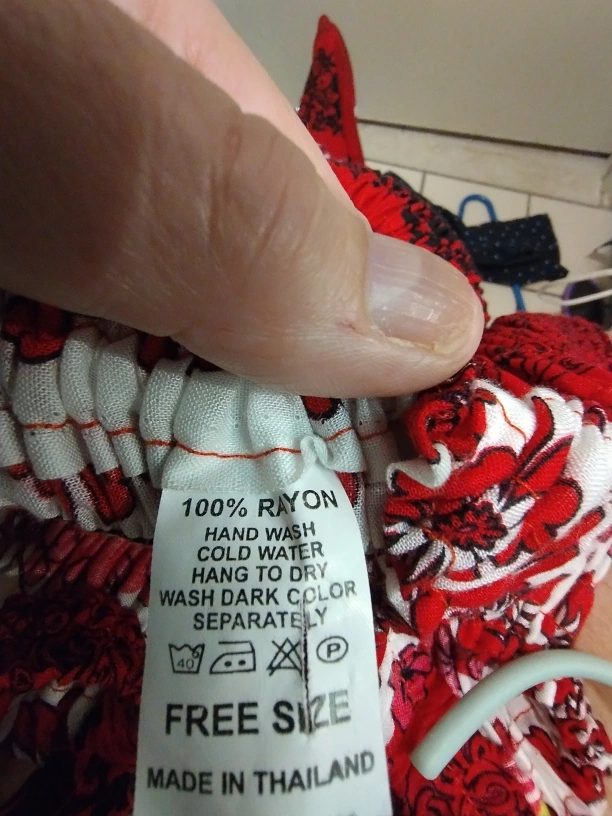 100% RAYON
HAND WASH
COLD WATER
HANG TO DRY
WASH DARK COLOR
SEPARATELY
40 P
FREE SIZE
MADE IN THAILAND